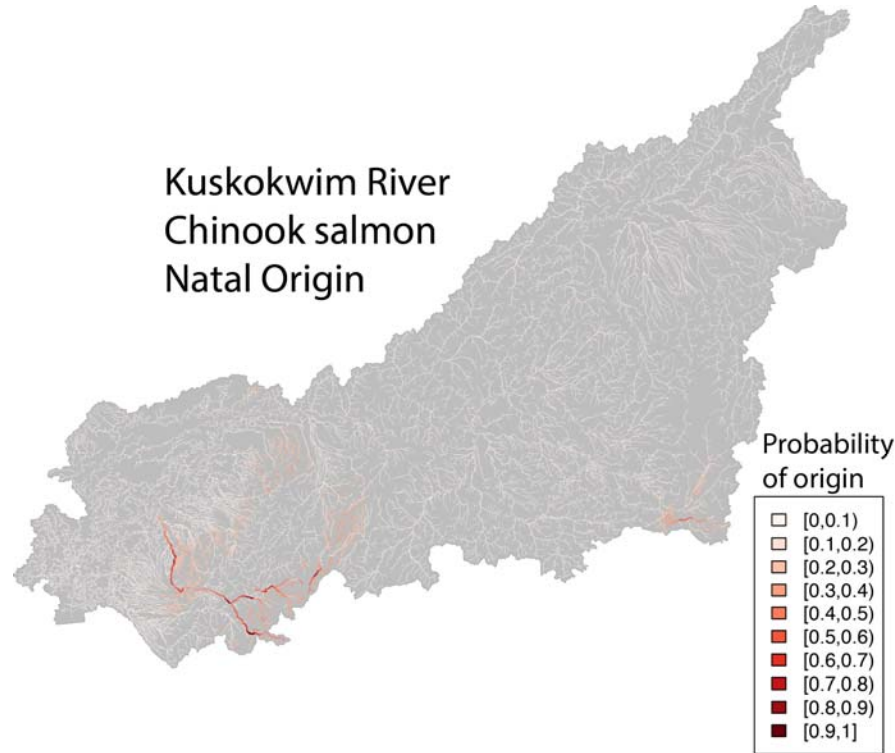 Kuskokwim River
Chinook salmon
Natal Origin
Probability
of origin
[0,0.1)
[0.1,0.2)
[0.2,0.3)
[0.3,0.4)
[0.4,0.5)
[0.5,0.6)
[0.6,0.7)
[0.7,0.8)
[0.8,0.9)
[0.9,1]